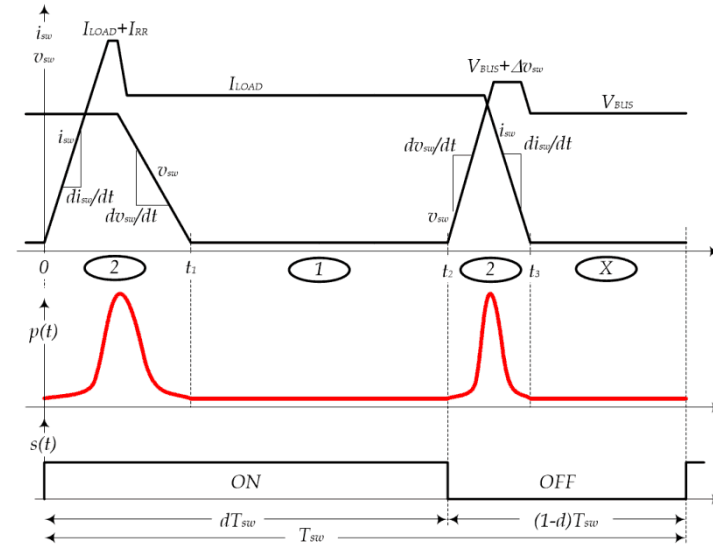 i_sw
v_sw
I_LOAD+I_RR
I_LOAD
V_BUS+Δv_sw
V_BUS
i_sw
di_sw/dt
v_sw
dv_sw/dt
dv_sw/dt
i_sw
di_sw/dt
v_sw
0
2
t_1
1
t_2
2
t_3
X
p(t)
s(t)
ON
OFF
dT_sw
(1-d)T_sw
T_sw